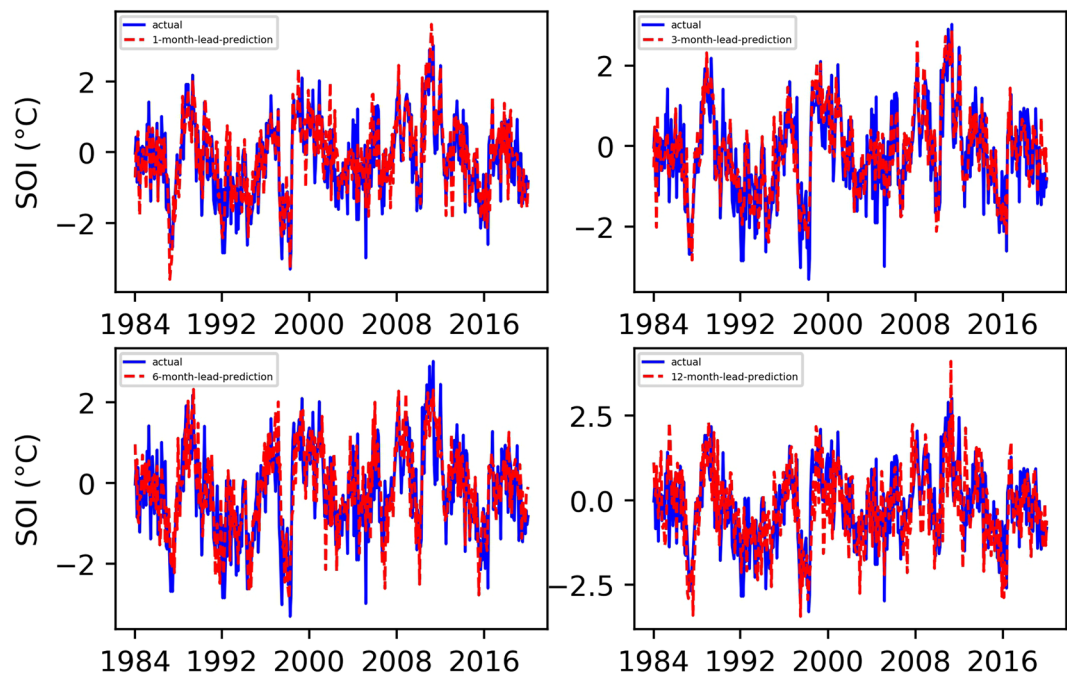 actual
1-month-lead-prediction
SOI (°C)
2
0
−2
1984 1992 2000 2008 2016
actual
3-month-lead-prediction
2
0
−2
1984 1992 2000 2008 2016
actual
6-month-lead-prediction
SOI (°C)
2
0
−2
1984 1992 2000 2008 2016
actual
12-month-lead-prediction
2.5
0.0
−2.5
1984 1992 2000 2008 2016